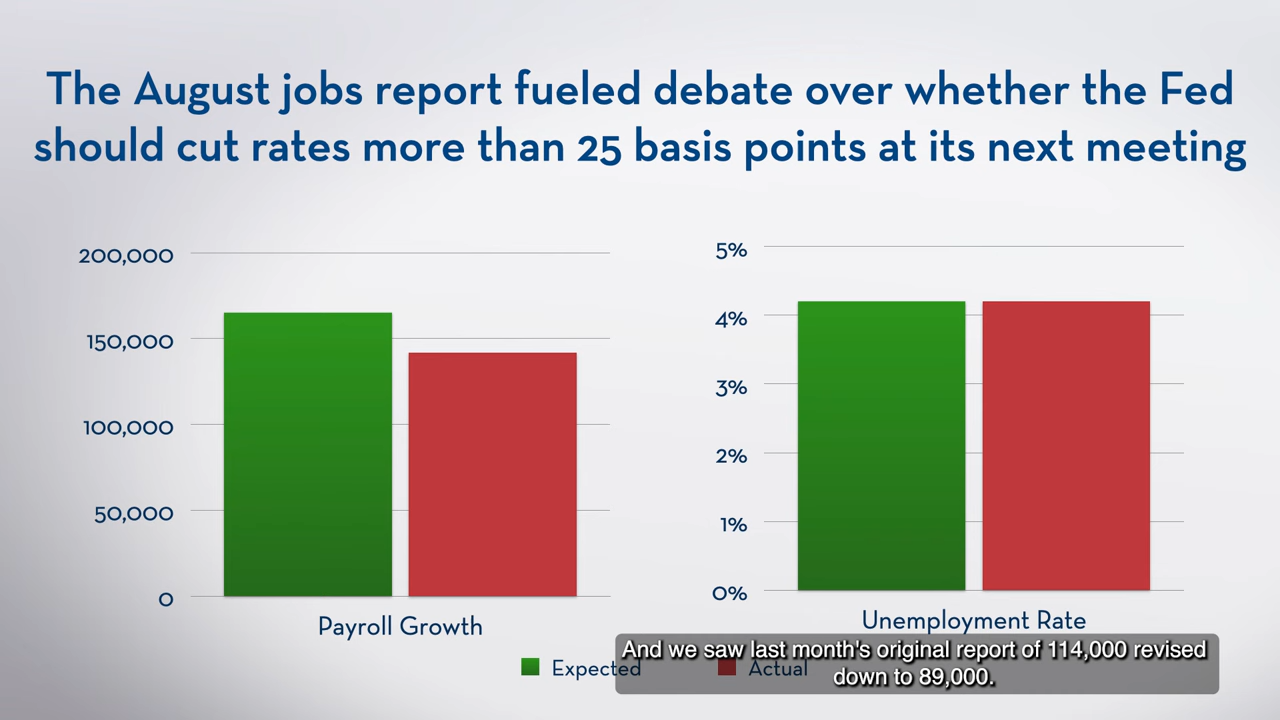 The August jobs report fueled debate over whether the Fed
should cut rates more than 25 basis points at its next meeting
200,000
150,000
100,000
50,000
0
Payroll Growth
5%
4%
3%
2%
1%
0%
Unemployment Rate
Expected
Actual
And we saw last month's original report of 114,000 revised
down to 89,000.